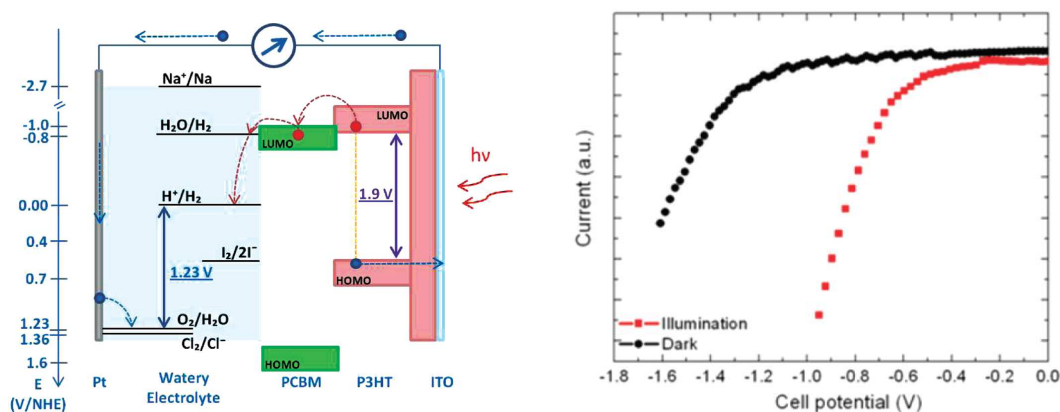 Na⁺/Na
-2.7
LUMO
-1.0
H₂O/H₂
-0.8
LUMO
hν
1.9 V
0.00
H⁺/H₂
0.4
I₂/2I⁻
1.23 V
0.7
HOMO
1.23
O₂/H₂O
1.36
Cl₂/Cl⁻
1.6
HOMO
E
(V/NHE)
Pt
Watery
Electrolyte
PCBM
P3HT
ITO
Current (a.u.)
Illumination
Dark
-1.8 -1.6 -1.4 -1.2 -1.0 -0.8 -0.6 -0.4 -0.2 0.0
Cell potential (V)